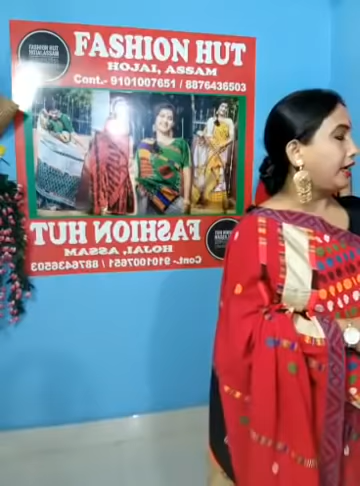 FASHION HUT
HOJAI, ASSAM
Cont.- 9101007651 / 8876436503
FASHION HUT
HOJAI, ASSAM
Cont.- 9101007651 / 8876436503